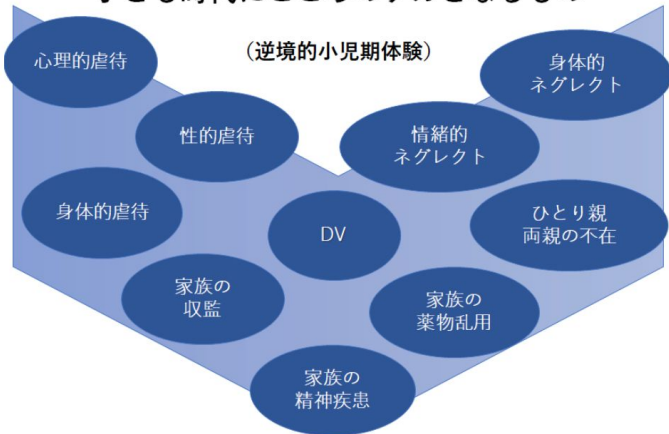 (逆境的小児期体験)
心理的虐待
身体的
ネグレクト
性的虐待
情緒的
ネグレクト
身体的虐待
DV
ひとり親
両親の不在
家族の
収監
家族の
薬物乱用
家族の
精神疾患